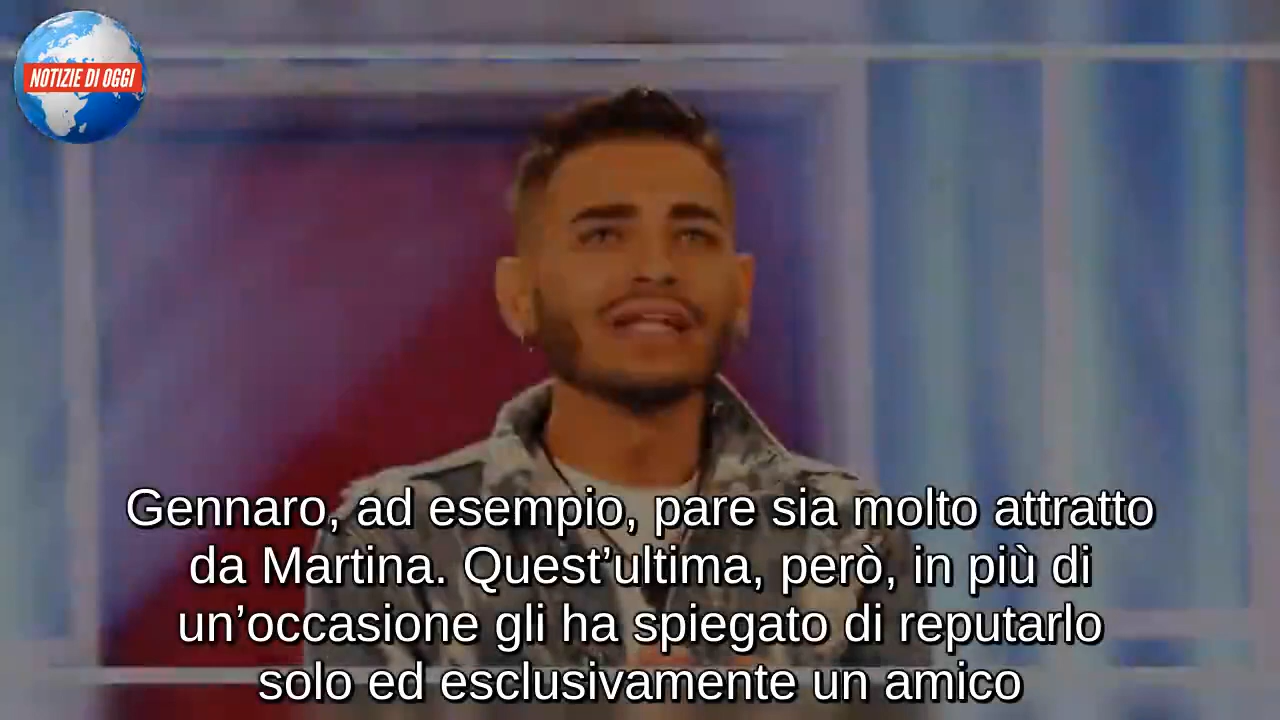 NOTIZIE DI OGGI
Gennaro, ad esempio, pare sia molto attratto
da Martina. Quest’ultima, però, in più di
un’occasione gli ha spiegato di reputarlo
solo ed esclusivamente un amico